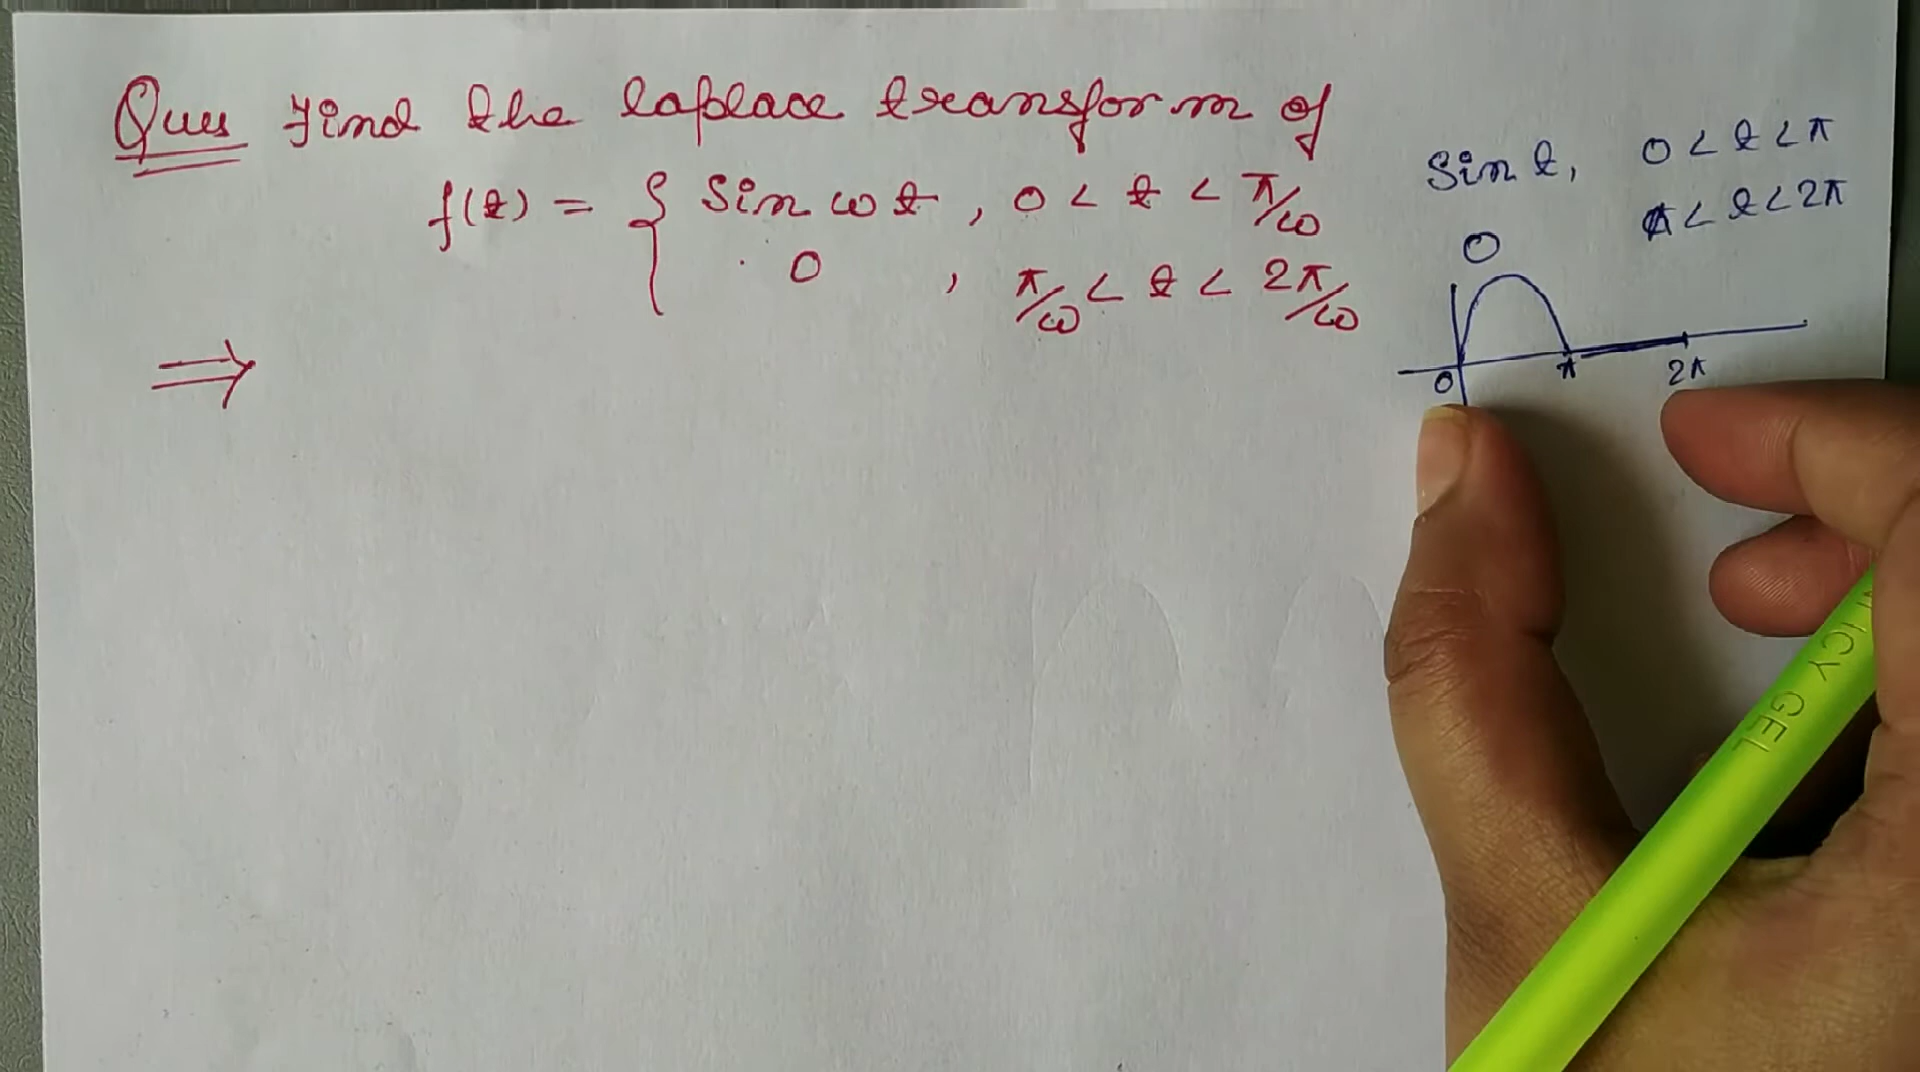 Ques Find the laplace transform of
f(t) = { Sin ωt , 0 < t < π/ω
0 , π/ω < t < 2π/ω
⇒
Sin t, 0 < t < π
0 π < t < 2π
0 π 2π
N ICY GEL